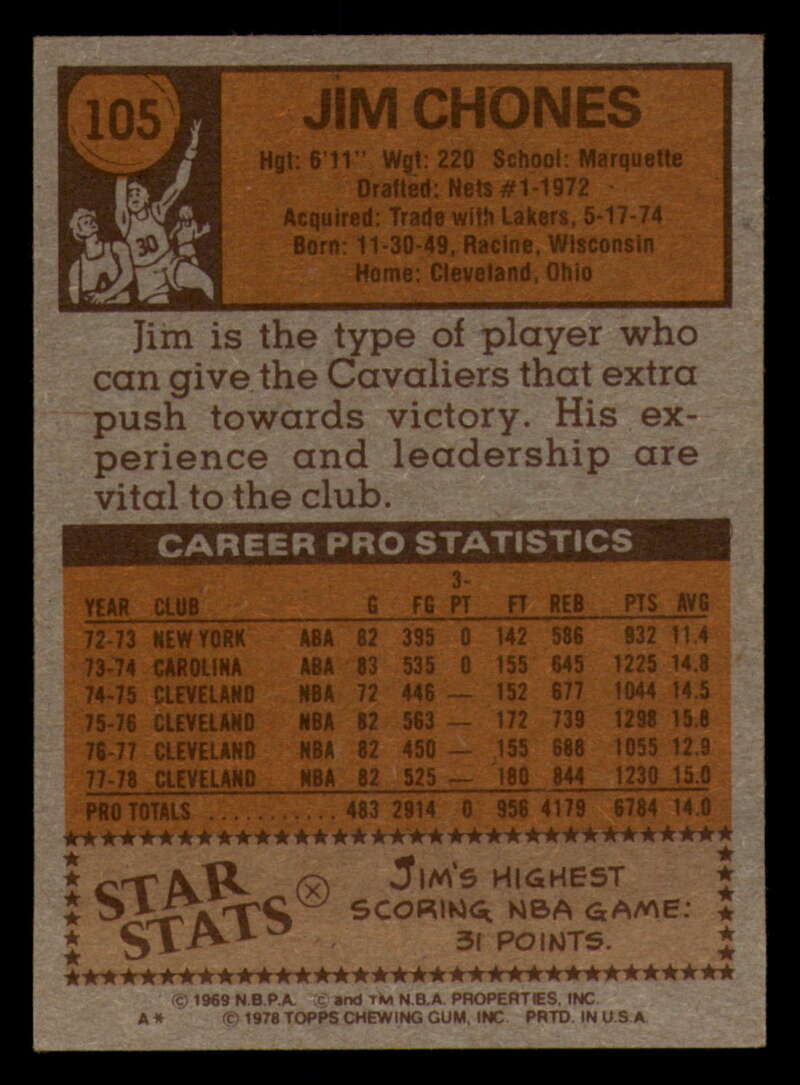 105
JIM CHONES
Hgt: 6'11" Wgt: 220 School: Marquette
Drafted: Nets #1-1972
Acquired: Trade with Lakers, 5-17-74
Born: 11-30-49, Racine, Wisconsin
Home: Cleveland, Ohio
30
Jim is the type of player who
can give the Cavaliers that extra
push towards victory. His ex-
perience and leadership are
vital to the club.
CAREER PRO STATISTICS
YEAR CLUB G FG 3-PT FT REB PTS AVG
72-73 NEW YORK ABA 82 395 0 142 586 932 11.4
73-74 CAROLINA ABA 83 535 0 155 645 1225 14.8
74-75 CLEVELAND NBA 72 446 — 152 677 1044 14.5
75-76 CLEVELAND NBA 82 563 — 172 739 1298 15.8
76-77 CLEVELAND NBA 82 450 — 155 688 1055 12.9
77-78 CLEVELAND NBA 82 525 — 180 844 1230 15.0
PRO TOTALS ........... 483 2914 0 956 4179 6784 14.0
STAR
STATS
JIM'S HIGHEST
SCORING NBA GAME:
31 POINTS.
© 1969 N.B.P.A. © and TM N.B.A. PROPERTIES, INC.
A* © 1978 TOPPS CHEWING GUM, INC. PRTD. IN U.S.A.